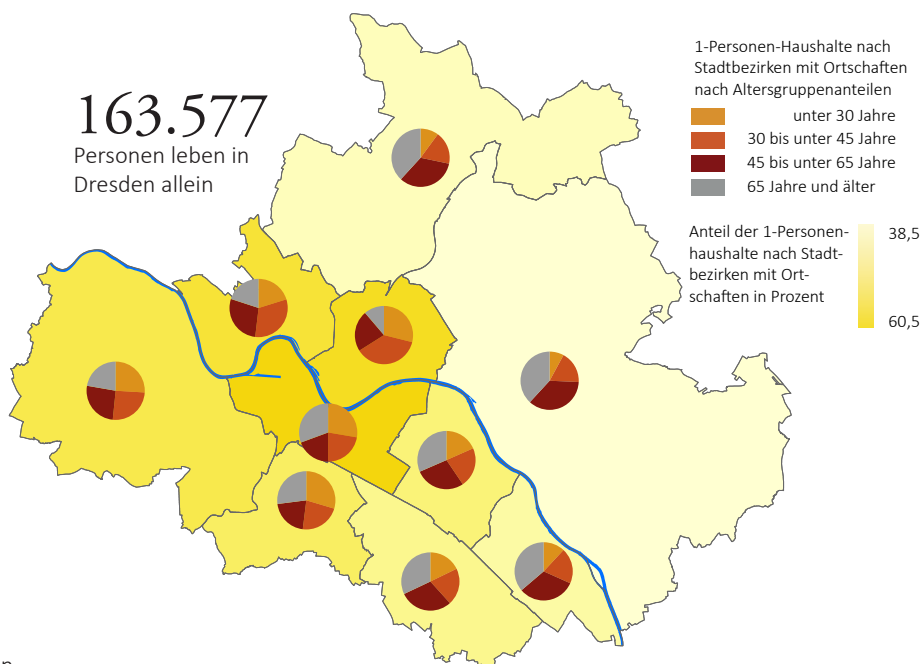 163.577
Personen leben in
Dresden allein
1-Personen-Haushalte nach
Stadtbezirken mit Ortschaften
nach Altersgruppenanteilen
unter 30 Jahre
30 bis unter 45 Jahre
45 bis unter 65 Jahre
65 Jahre und älter
Anteil der 1-Personen-
haushalte nach Stadt-
bezirken mit Ort-
schaften in Prozent
38,5
60,5